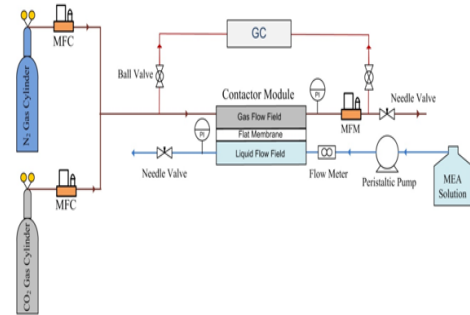 MFC
GC
N₂ Gas Cylinder
Ball Valve
Contactor Module
PI
Needle Valve
Gas Flow Field
MFM
Flat Membrane
PI
Liquid Flow Field
Needle Valve
Flow Meter
Peristaltic Pump
MEA
Solution
MFC
CO₂ Gas Cylinder